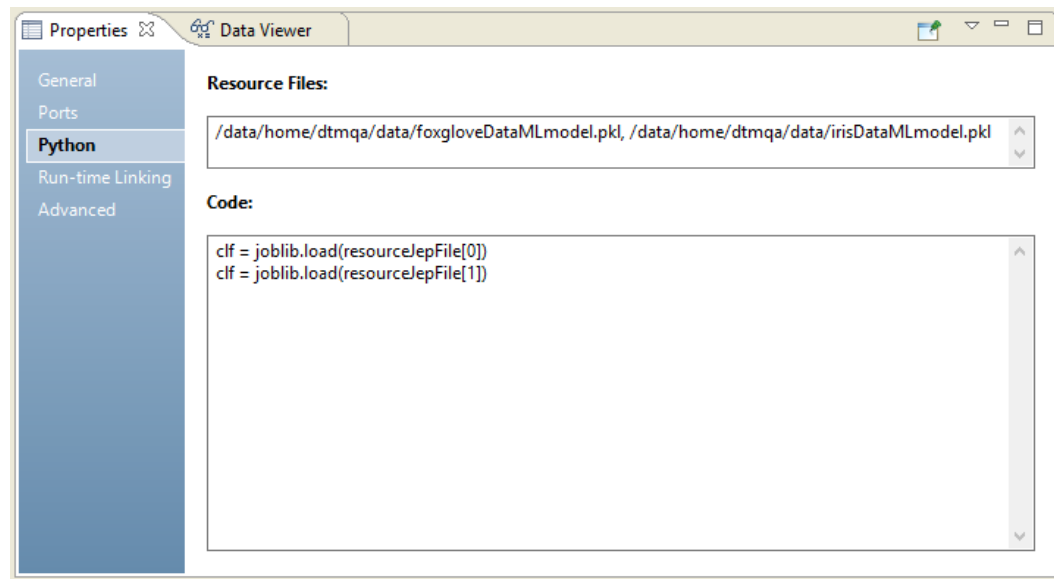 Properties
Data Viewer
General
Ports
Python
Run-time Linking
Advanced
Resource Files:
/data/home/dtmqa/data/foxgloveDataMLmodel.pkl, /data/home/dtmqa/data/irisDataMLmodel.pkl
Code:
clf = joblib.load(resourceJepFile[0])
clf = joblib.load(resourceJepFile[1])